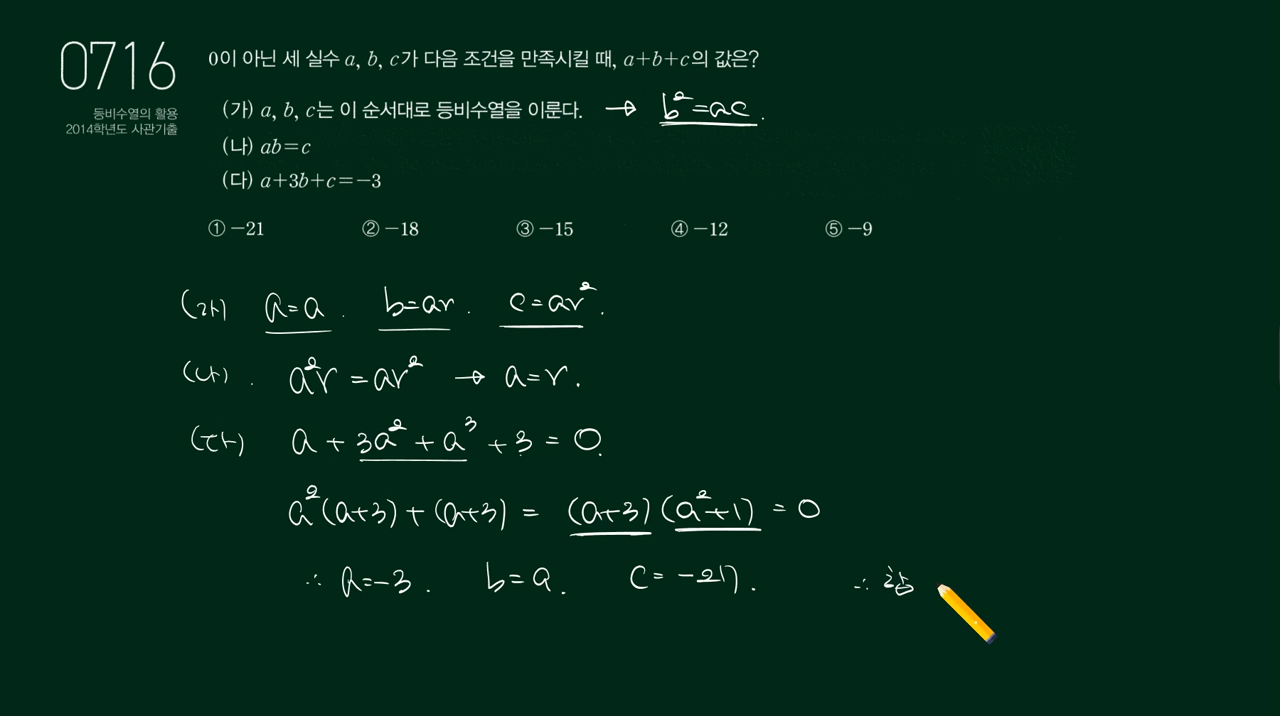 0716
등비수열의 활용
2014학년도 사관기출
0이 아닌 세 실수 a, b, c가 다음 조건을 만족시킬 때, a+b+c의 값은?
(가) a, b, c는 이 순서대로 등비수열을 이룬다. → b²=ac.
(나) ab=c
(다) a+3b+c=-3
① -21 ② -18 ③ -15 ④ -12 ⑤ -9
(가) a=a. b=ar. c=ar².
(나). a²r=ar² → a=r.
(다) a+3a²+a³+3=0.
a²(a+3)+(a+3)=(a+3)(a²+1)=0
∴ a=-3. b=9. c=-27.
∴ 합